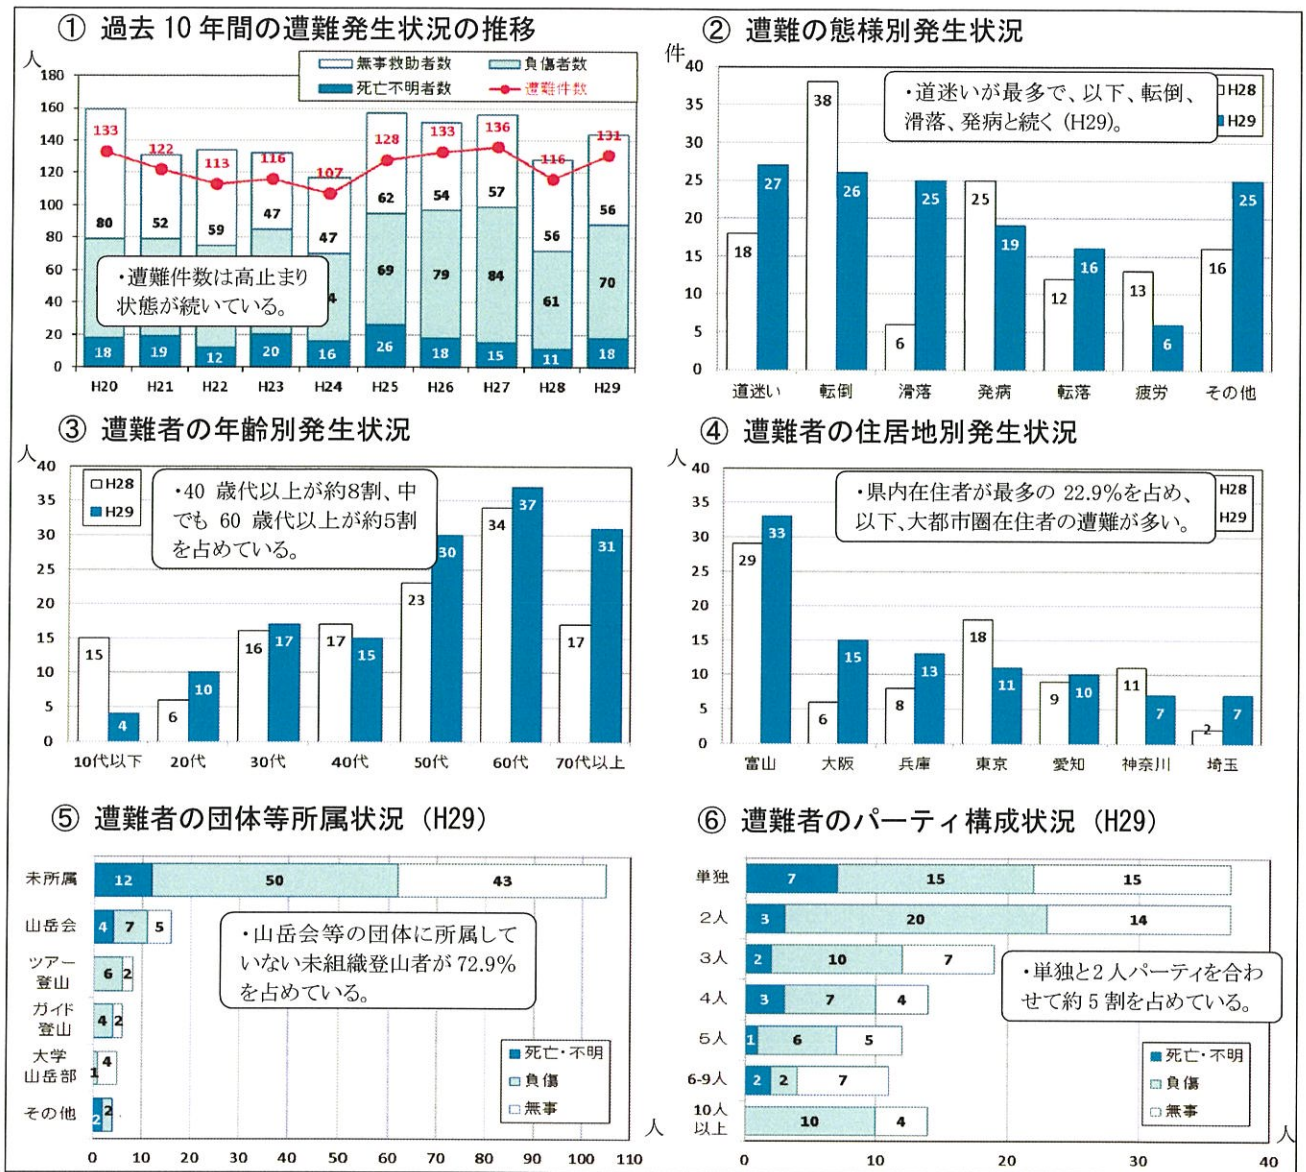 ① 過去 10 年間の遭難発生状況の推移
人
無事救助者数 負傷者数
死亡不明者数 遭難件数
180
160
140
120
100
80
60
40
20
0
133 122 113 116 107 128 133 136 116 131
80 52 59 47 47 62 54 57 56 56
4 69 79 84 61 70
18 19 12 20 16 26 18 15 11 18
・遭難件数は高止まり
状態が続いている。
H20 H21 H22 H23 H24 H25 H26 H27 H28 H29
② 遭難の態様別発生状況
件
40
35
30
25
20
15
10
5
0
・道迷いが最多で、以下、転倒、
滑落、発病と続く (H29)。
H28
H29
18 27 38 26 6 25 25 19 12 16 13 6 16 25
道迷い 転倒 滑落 発病 転落 疲労 その他
③ 遭難者の年齢別発生状況
人
40
35
30
25
20
15
10
5
0
H28
H29
・40 歳代以上が約8割、中
でも 60 歳代以上が約5割
を占めている。
15 4 6 10 16 17 17 15 23 30 34 37 17 31
10代以下 20代 30代 40代 50代 60代 70代以上
④ 遭難者の住居地別発生状況
人
40
35
30
25
20
15
10
5
0
・県内在住者が最多の 22.9％を占め、
以下、大都市圏在住者の遭難が多い。
H28
H29
29 33 6 15 8 13 18 11 9 10 11 7 2 7
富山 大阪 兵庫 東京 愛知 神奈川 埼玉
⑤ 遭難者の団体等所属状況 (H29)
未所属 12 50 43
山岳会 4 7 5
ツアー
登山 6 2
ガイド
登山 4 2
大学
山岳部 1 4
その他 2 2
・山岳会等の団体に所属して
いない未組織登山者が 72.9％
を占めている。
死亡・不明
負傷
無事
人
0 10 20 30 40 50 60 70 80 90 100 110
⑥ 遭難者のパーティ構成状況 (H29)
単独 7 15 15
2人 3 20 14
3人 2 10 7
4人 3 7 4
5人 1 6 5
6-9人 2 2 7
10人
以上 10 4
・単独と2人パーティを合わ
せて約 5 割を占めている。
死亡・不明
負傷
無事
人
0 10 20 30 40